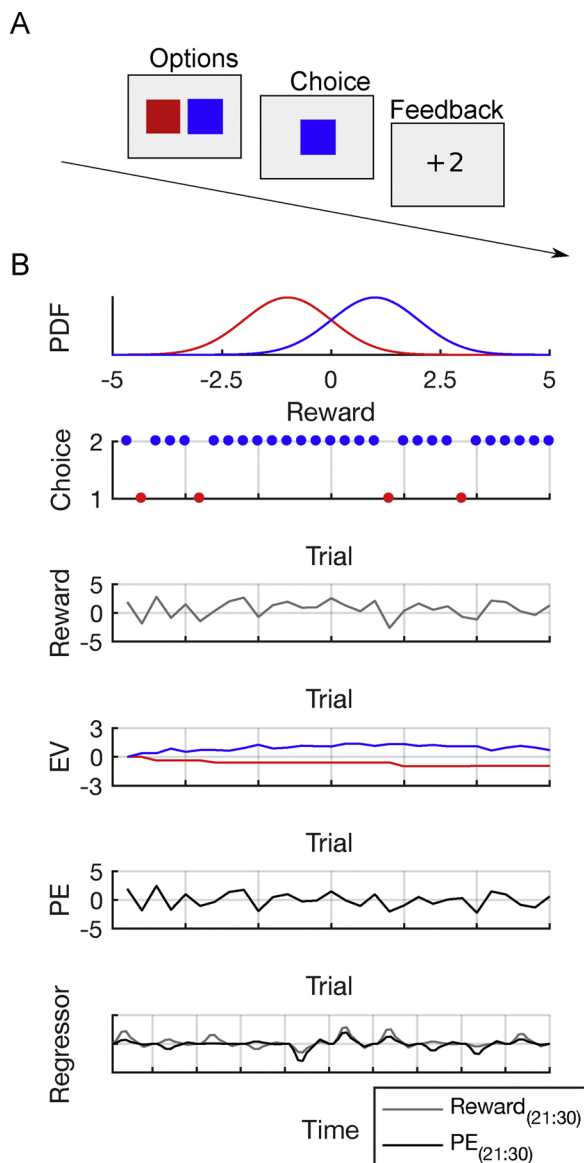 A
Options
Choice
Feedback
+2
B
PDF
-5 -2.5 0 2.5 5
Reward
Choice
2
1
Trial
Reward
5
0
-5
Trial
EV
3
0
-3
Trial
PE
5
0
-5
Trial
Regressor
Time
Reward(21:30)
PE(21:30)